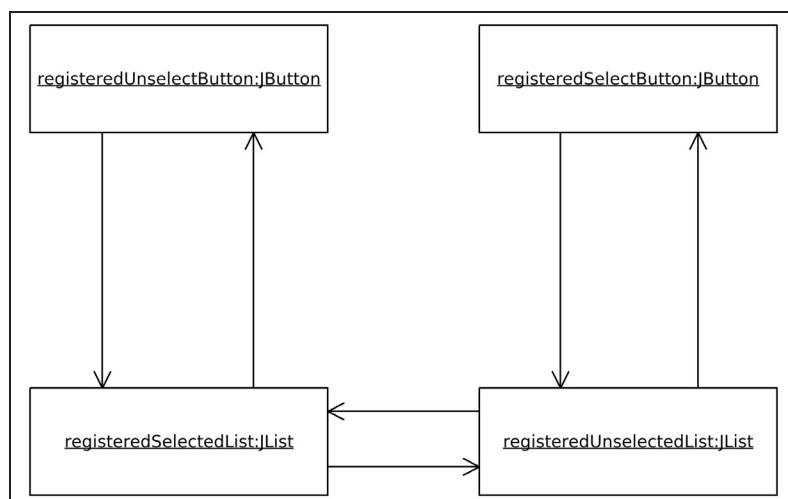 registeredUnselectButton:JButton
registeredSelectButton:JButton
registeredSelectedList:JList
registeredUnselectedList:JList